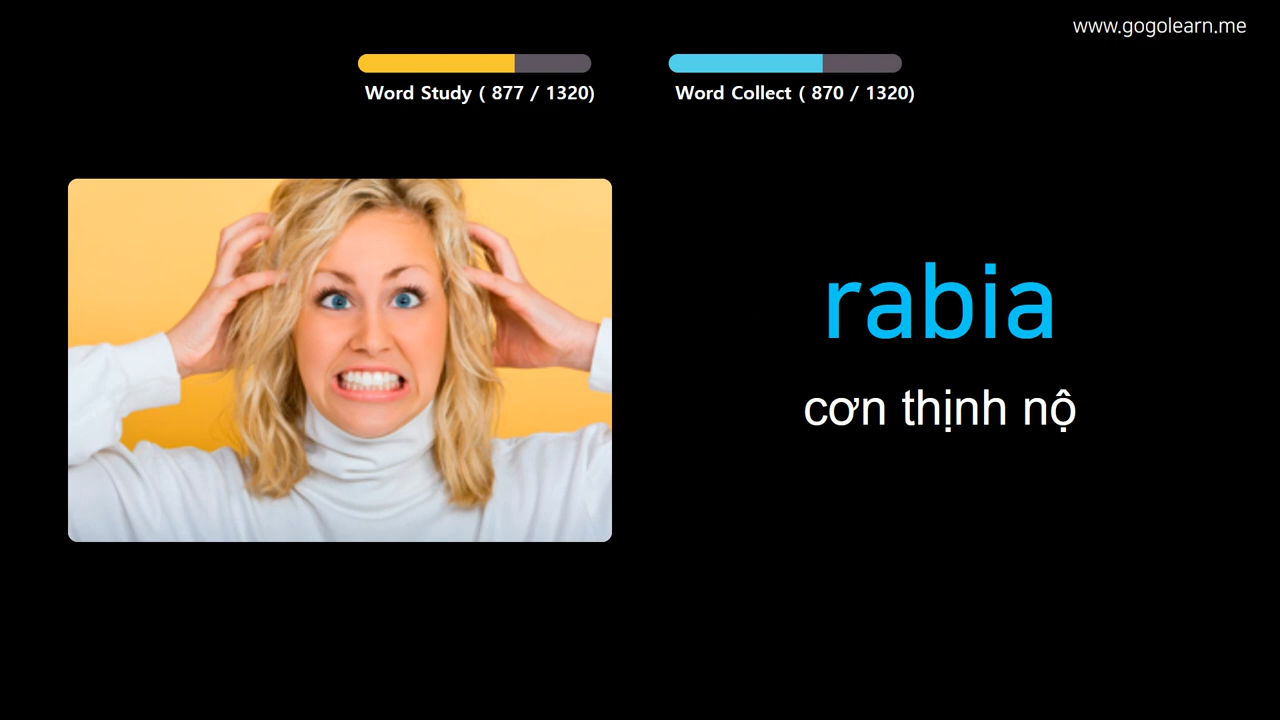 www.gogolearn.me
Word Study ( 877 / 1320)
Word Collect ( 870 / 1320)
rabia
cơn thịnh nộ